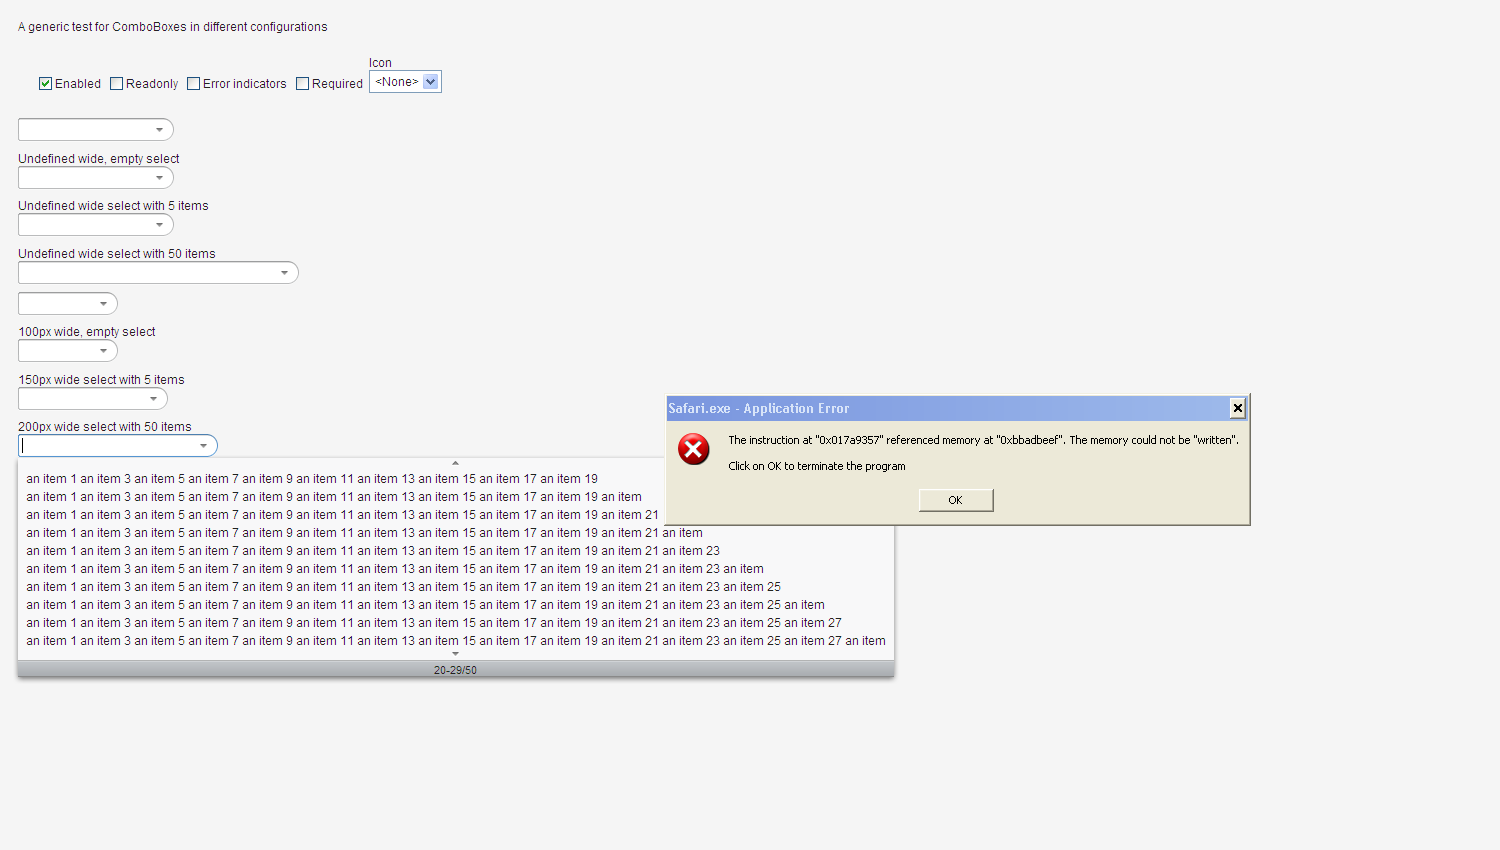 A generic test for ComboBoxes in different configurations
Icon
Enabled Readonly Error indicators Required <None>
Undefined wide, empty select
Undefined wide select with 5 items
Undefined wide select with 50 items
100px wide, empty select
150px wide select with 5 items
200px wide select with 50 items
Safari.exe - Application Error
The instruction at "0x017a9357" referenced memory at "0xbbadbeef". The memory could not be "written".
Click on OK to terminate the program
OK
an item 1 an item 3 an item 5 an item 7 an item 9 an item 11 an item 13 an item 15 an item 17 an item 19
an item 1 an item 3 an item 5 an item 7 an item 9 an item 11 an item 13 an item 15 an item 17 an item 19 an item
an item 1 an item 3 an item 5 an item 7 an item 9 an item 11 an item 13 an item 15 an item 17 an item 19 an item 21
an item 1 an item 3 an item 5 an item 7 an item 9 an item 11 an item 13 an item 15 an item 17 an item 19 an item 21 an item
an item 1 an item 3 an item 5 an item 7 an item 9 an item 11 an item 13 an item 15 an item 17 an item 19 an item 21 an item 23
an item 1 an item 3 an item 5 an item 7 an item 9 an item 11 an item 13 an item 15 an item 17 an item 19 an item 21 an item 23 an item
an item 1 an item 3 an item 5 an item 7 an item 9 an item 11 an item 13 an item 15 an item 17 an item 19 an item 21 an item 23 an item 25
an item 1 an item 3 an item 5 an item 7 an item 9 an item 11 an item 13 an item 15 an item 17 an item 19 an item 21 an item 23 an item 25 an item
an item 1 an item 3 an item 5 an item 7 an item 9 an item 11 an item 13 an item 15 an item 17 an item 19 an item 21 an item 23 an item 25 an item 27
an item 1 an item 3 an item 5 an item 7 an item 9 an item 11 an item 13 an item 15 an item 17 an item 19 an item 21 an item 23 an item 25 an item 27 an item
20-29/50